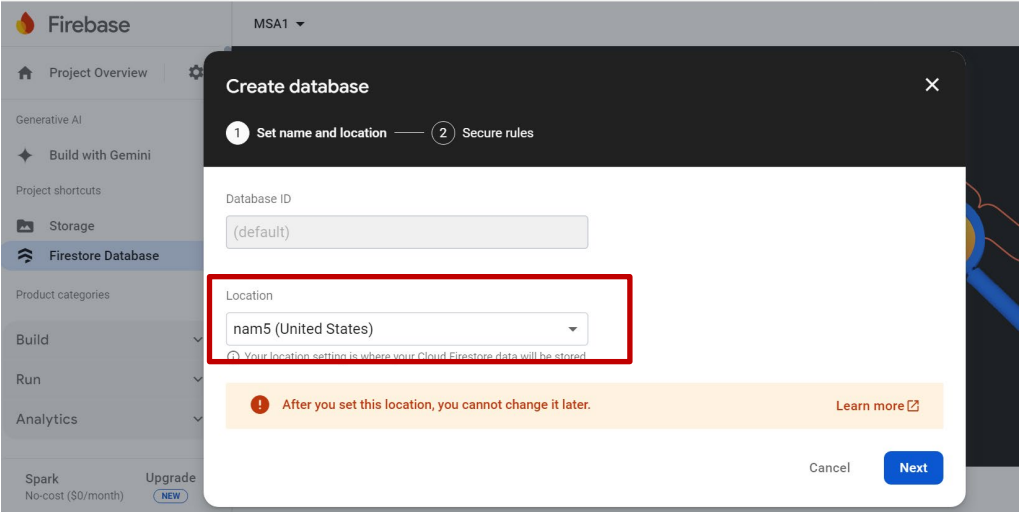 Firebase
MSA1
Project Overview
Generative AI
Build with Gemini
Project shortcuts
Storage
Firestore Database
Product categories
Build
Run
Analytics
Spark
No-cost ($0/month)
Upgrade
NEW
Create database
1 Set name and location
2 Secure rules
Database ID
(default)
Location
nam5 (United States)
Your location setting is where your Cloud Firestore data will be stored
After you set this location, you cannot change it later.
Learn more
Cancel
Next